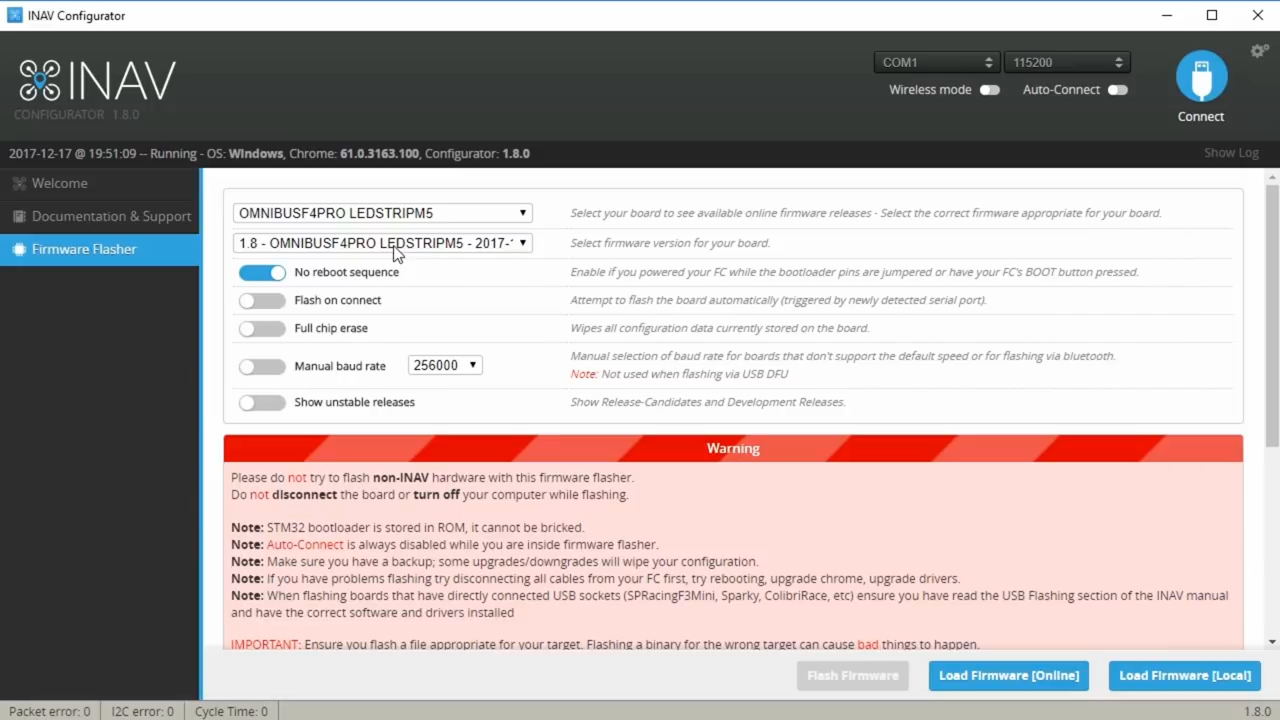 INAV Configurator
INAV
CONFIGURATOR 1.8.0
COM1
115200
Wireless mode
Auto-Connect
Connect
2017-12-17 @ 19:51:09 -- Running - OS: Windows, Chrome: 61.0.3163.100, Configurator: 1.8.0
Show Log
Welcome
Documentation & Support
Firmware Flasher
OMNIBUSF4PRO LEDSTRIPM5
Select your board to see available online firmware releases - Select the correct firmware appropriate for your board.
1.8 - OMNIBUSF4PRO LEDSTRIPM5 - 2017-
Select firmware version for your board.
No reboot sequence
Enable if you powered your FC while the bootloader pins are jumpered or have your FC's BOOT button pressed.
Flash on connect
Attempt to flash the board automatically (triggered by newly detected serial port).
Full chip erase
Wipes all configuration data currently stored on the board.
Manual baud rate
256000
Manual selection of baud rate for boards that don't support the default speed or for flashing via bluetooth.
Note: Not used when flashing via USB DFU
Show unstable releases
Show Release-Candidates and Development Releases.
Warning
Please do not try to flash non-INAV hardware with this firmware flasher.
Do not disconnect the board or turn off your computer while flashing.
Note: STM32 bootloader is stored in ROM, it cannot be bricked.
Note: Auto-Connect is always disabled while you are inside firmware flasher.
Note: Make sure you have a backup; some upgrades/downgrades will wipe your configuration.
Note: If you have problems flashing try disconnecting all cables from your FC first, try rebooting, upgrade chrome, upgrade drivers.
Note: When flashing boards that have directly connected USB sockets (SPRacingF3Mini, Sparky, ColibriRace, etc) ensure you have read the USB Flashing section of the INAV manual
and have the correct software and drivers installed
IMPORTANT: Ensure you flash a file appropriate for your target. Flashing a binary for the wrong target can cause bad things to happen.
Flash Firmware
Load Firmware [Online]
Load Firmware [Local]
Packet error: 0
I2C error: 0
Cycle Time: 0
1.8.0